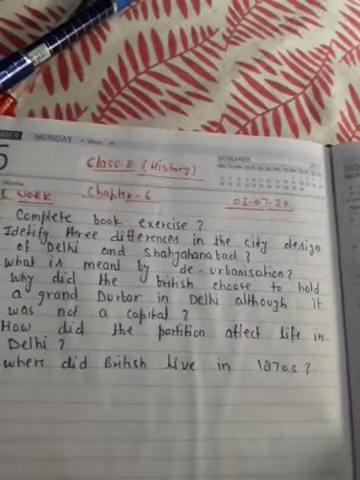 MONDAY
NOVEMBER
5
Class-8 (History)
WORK Chapter-6 02-07-20
Complete book exercise ?
Idetify three differences in the city design
of Delhi and Shahjahanabad ?
What is meant by de-urbanisation ?
Why did the british choose to hold
a grand Durbar in Delhi although it
was not a capital ?
How did the partition affect life in
Delhi ?
where did British live in 1870s ?